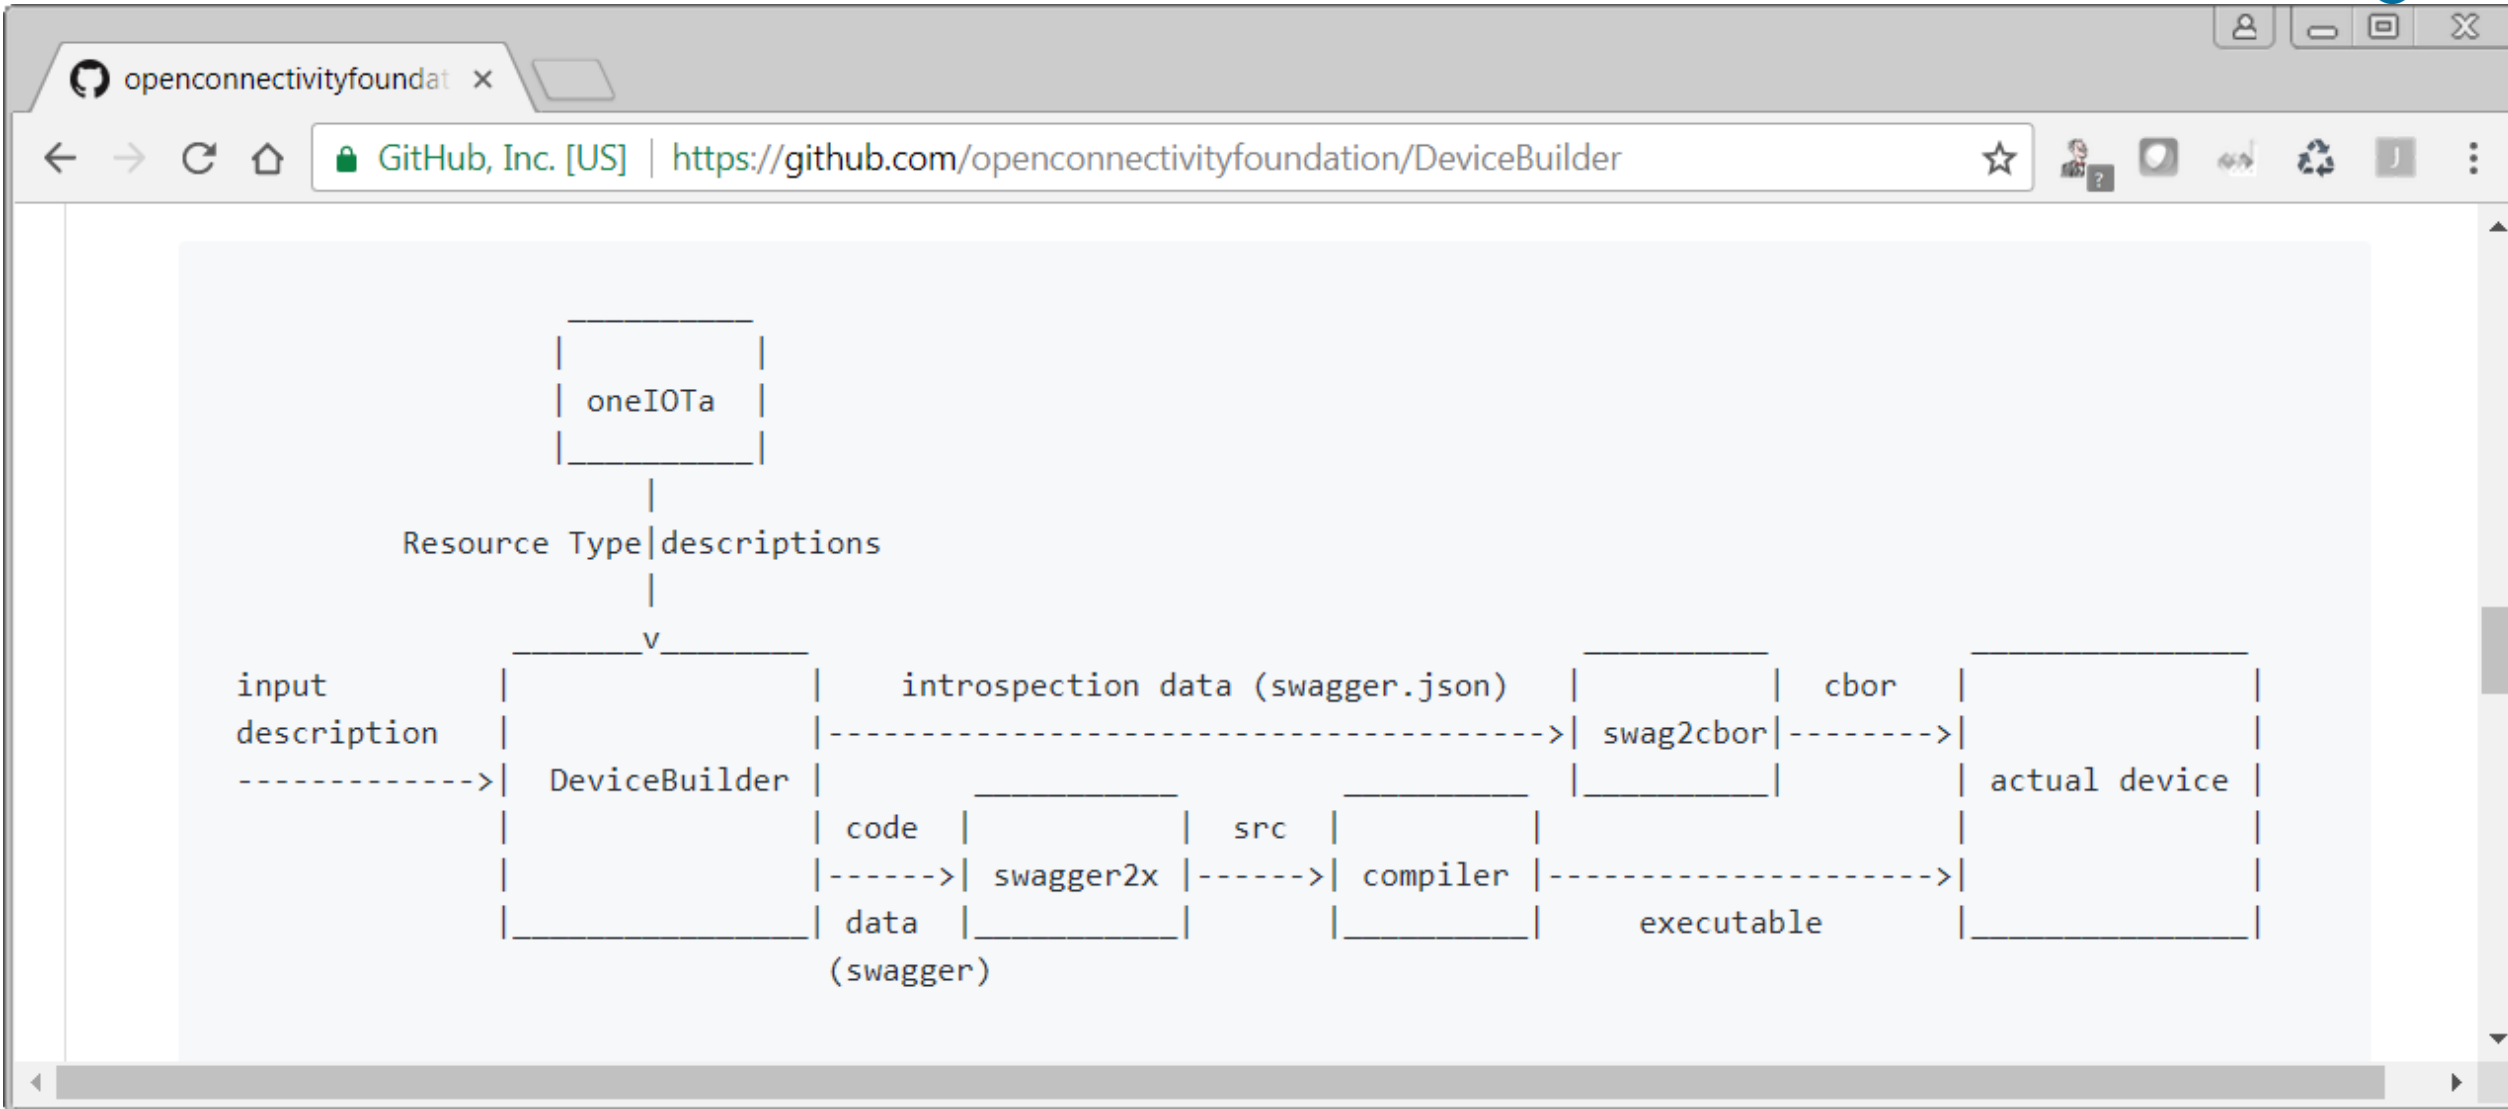 openconnectivityfoundat
GitHub, Inc. [US] | https://github.com/openconnectivityfoundation/DeviceBuilder
?
J
oneIOTa
Resource Type|descriptions
v
input introspection data (swagger.json) cbor
description |--------------------------------------->| swag2cbor|-------->|
------------->| DeviceBuilder | actual device
code src
|------>| swagger2x |------>| compiler |--------------------->|
data executable
(swagger)